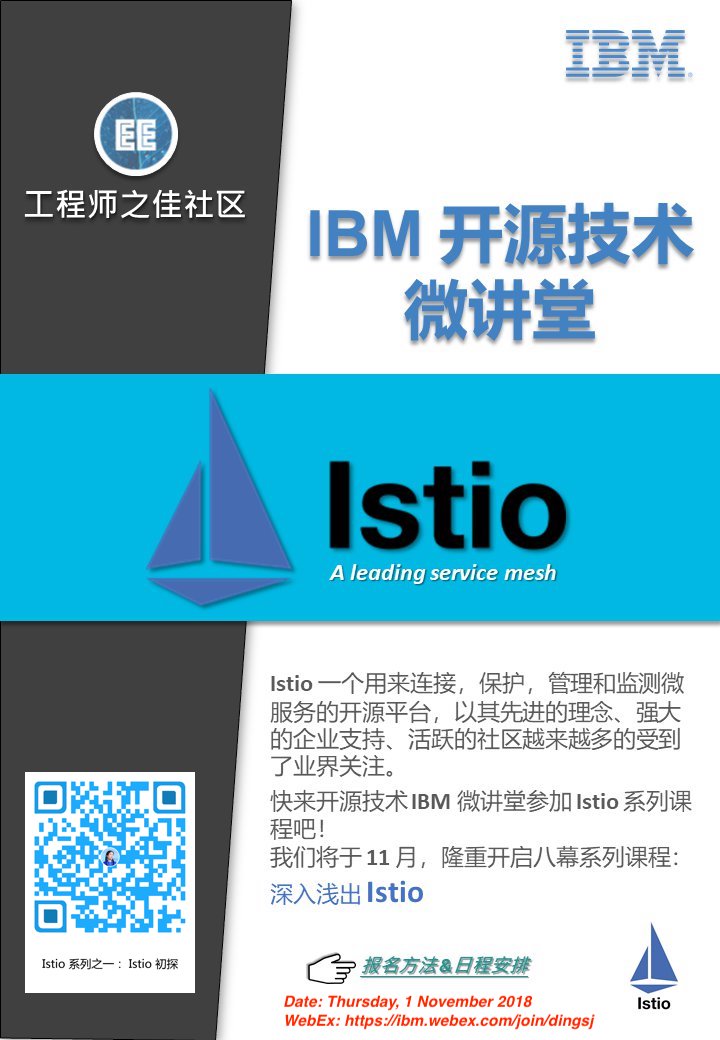 IBM
EE
工程师之佳社区
IBM 开源技术
微讲堂
Istio
A leading service mesh
Istio 一个用来连接，保护，管理和监测微
服务的开源平台，以其先进的理念、强大
的企业支持、活跃的社区越来越多的受到
了业界关注。
快来开源技术 IBM 微讲堂参加 Istio 系列课
程吧！
我们将于 11 月，隆重开启八幕系列课程：
深入浅出 Istio
Istio 系列之一： Istio 初探
报名方法&日程安排
Date: Thursday, 1 November 2018
WebEx: https://ibm.webex.com/join/dingsj
Istio